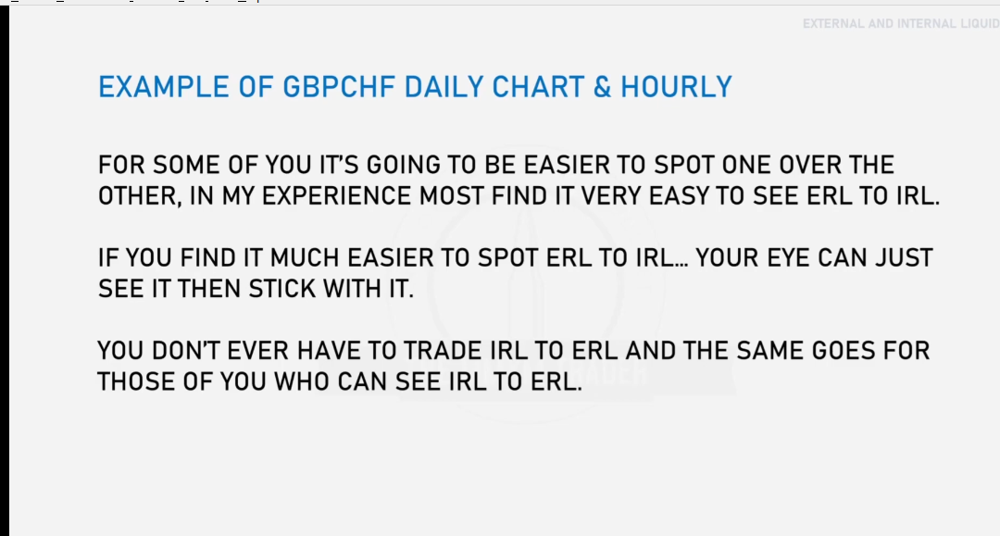 EXTERNAL AND INTERNAL LIQUID
EXAMPLE OF GBPCHF DAILY CHART & HOURLY
FOR SOME OF YOU IT'S GOING TO BE EASIER TO SPOT ONE OVER THE
OTHER, IN MY EXPERIENCE MOST FIND IT VERY EASY TO SEE ERL TO IRL.
IF YOU FIND IT MUCH EASIER TO SPOT ERL TO IRL... YOUR EYE CAN JUST
SEE IT THEN STICK WITH IT.
YOU DON'T EVER HAVE TO TRADE IRL TO ERL AND THE SAME GOES FOR
THOSE OF YOU WHO CAN SEE IRL TO ERL.